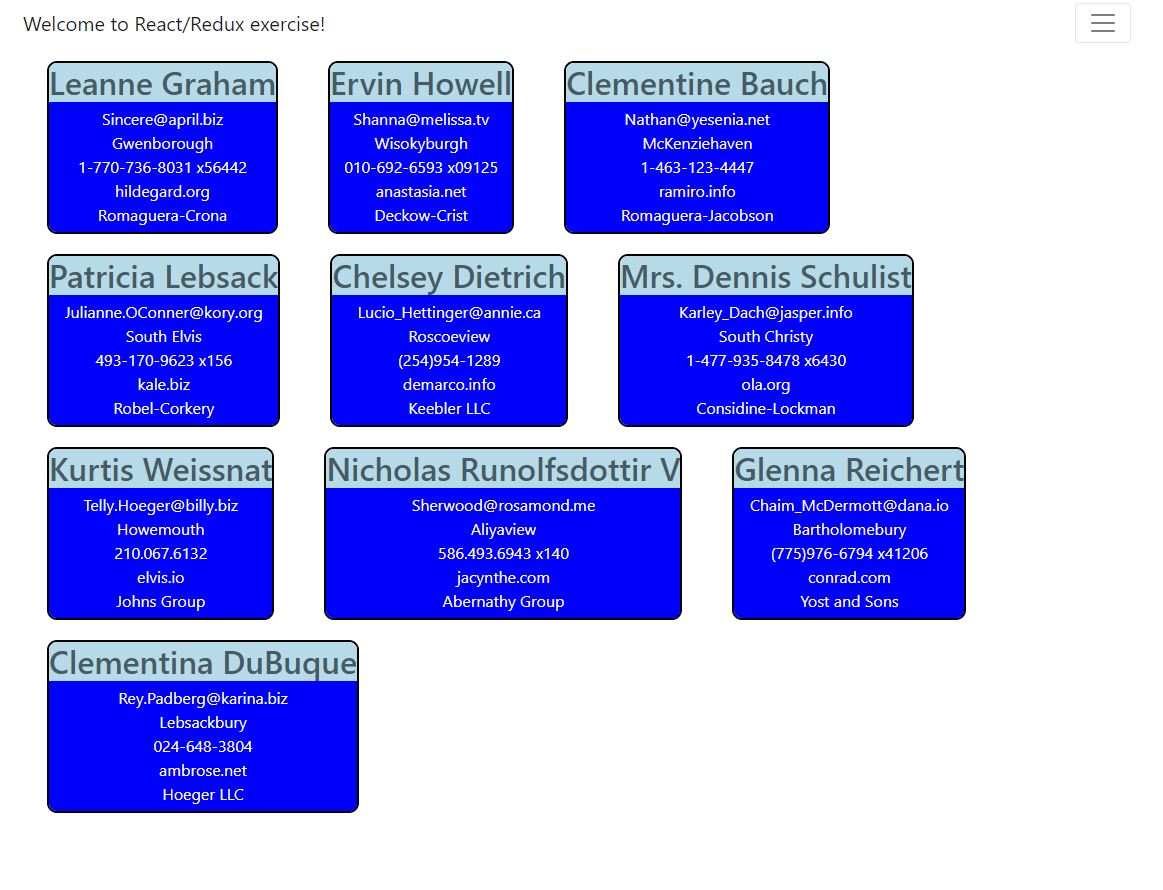 Welcome to React/Redux exercise!
Leanne Graham
Sincere@april.biz
Gwenborough
1-770-736-8031 x56442
hildegard.org
Romaguera-Crona
Ervin Howell
Shanna@melissa.tv
Wisokyburgh
010-692-6593 x09125
anastasia.net
Deckow-Crist
Clementine Bauch
Nathan@yesenia.net
McKenziehaven
1-463-123-4447
ramiro.info
Romaguera-Jacobson
Patricia Lebsack
Julianne.OConner@kory.org
South Elvis
493-170-9623 x156
kale.biz
Robel-Corkery
Chelsey Dietrich
Lucio_Hettinger@annie.ca
Roscoeview
(254)954-1289
demarco.info
Keebler LLC
Mrs. Dennis Schulist
Karley_Dach@jasper.info
South Christy
1-477-935-8478 x6430
ola.org
Considine-Lockman
Kurtis Weissnat
Telly.Hoeger@billy.biz
Howemouth
210.067.6132
elvis.io
Johns Group
Nicholas Runolfsdottir V
Sherwood@rosamond.me
Aliyaview
586.493.6943 x140
jacynthe.com
Abernathy Group
Glenna Reichert
Chaim_McDermott@dana.io
Bartholomebury
(775)976-6794 x41206
conrad.com
Yost and Sons
Clementina DuBuque
Rey.Padberg@karina.biz
Lebsackbury
024-648-3804
ambrose.net
Hoeger LLC